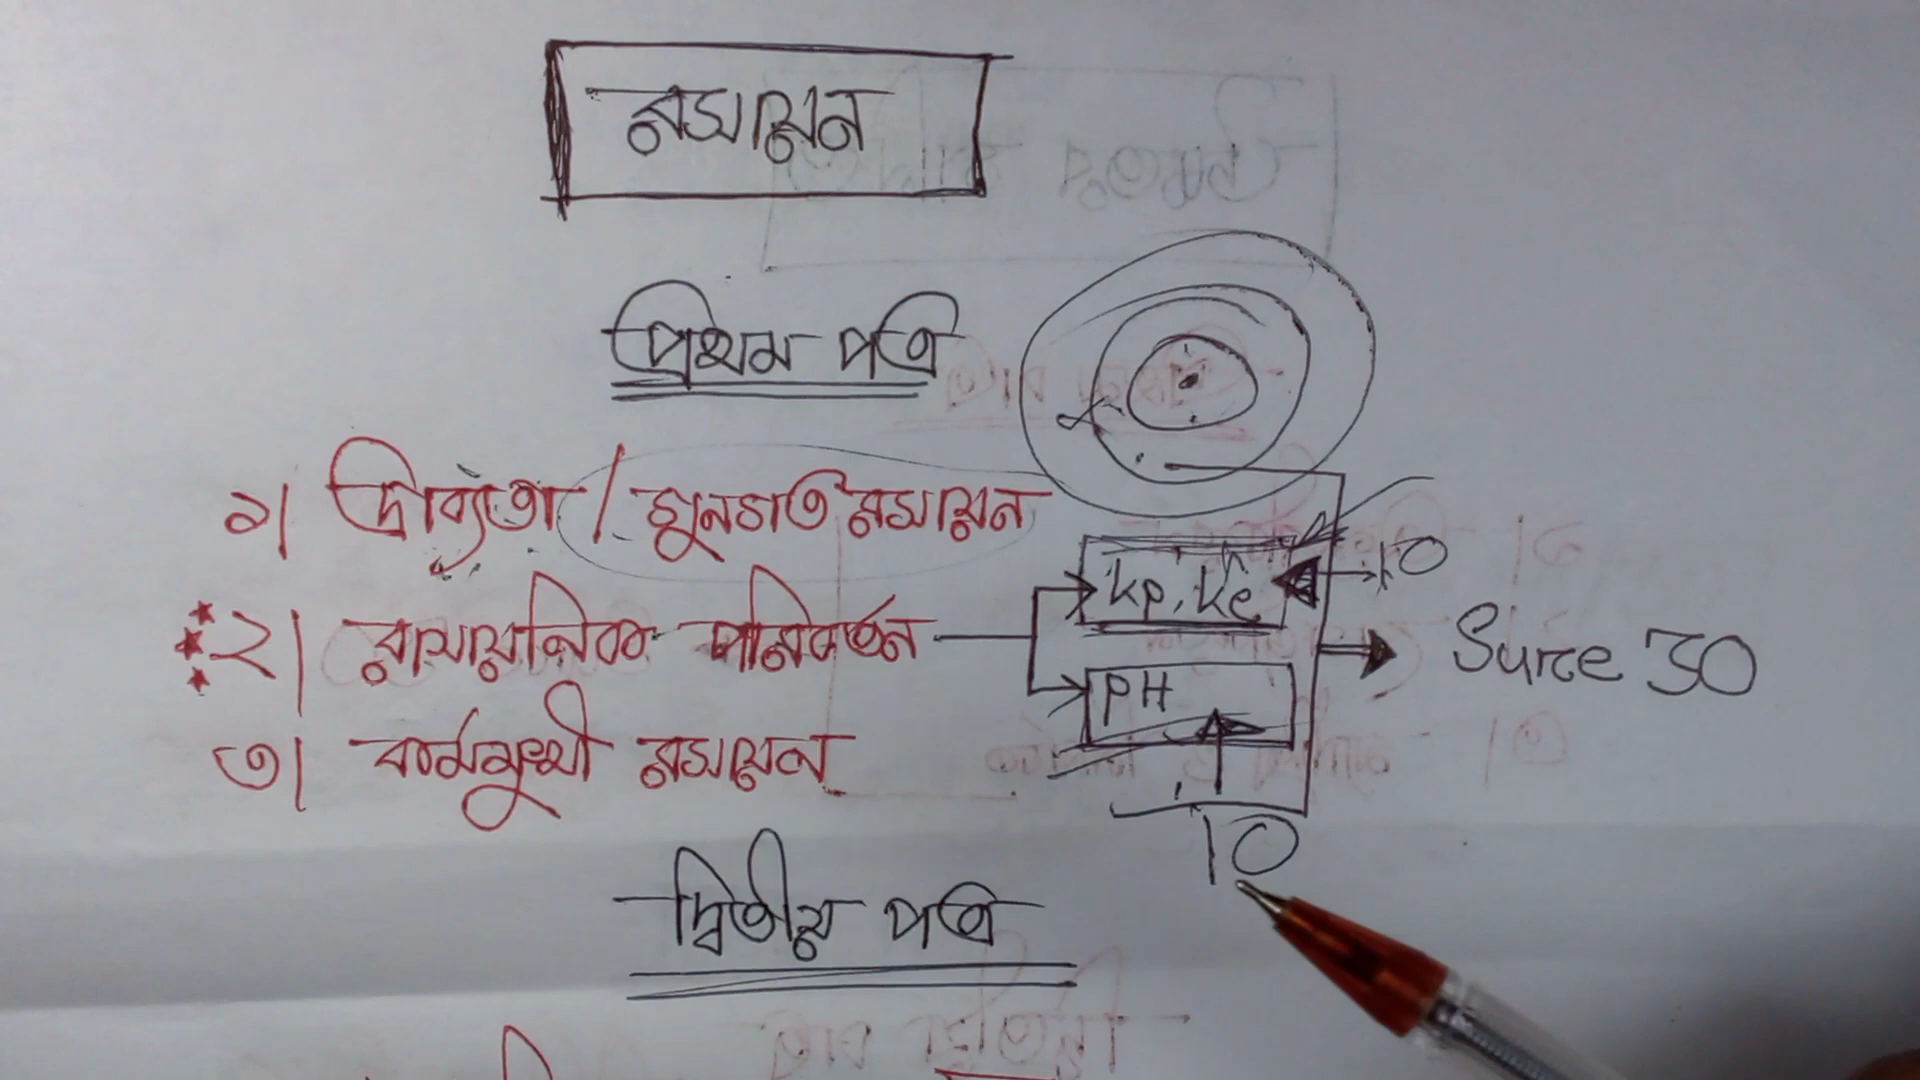 রসায়ন
প্রথম পত্র
১| দ্রাব্যতা / গুনগত রসায়ন
২| রাসায়নিক পরিবর্তন
Kp, Kc
10
PH
Surce 30
৩| কর্মমুখী রসায়ন
10
দ্বিতীয় পত্র